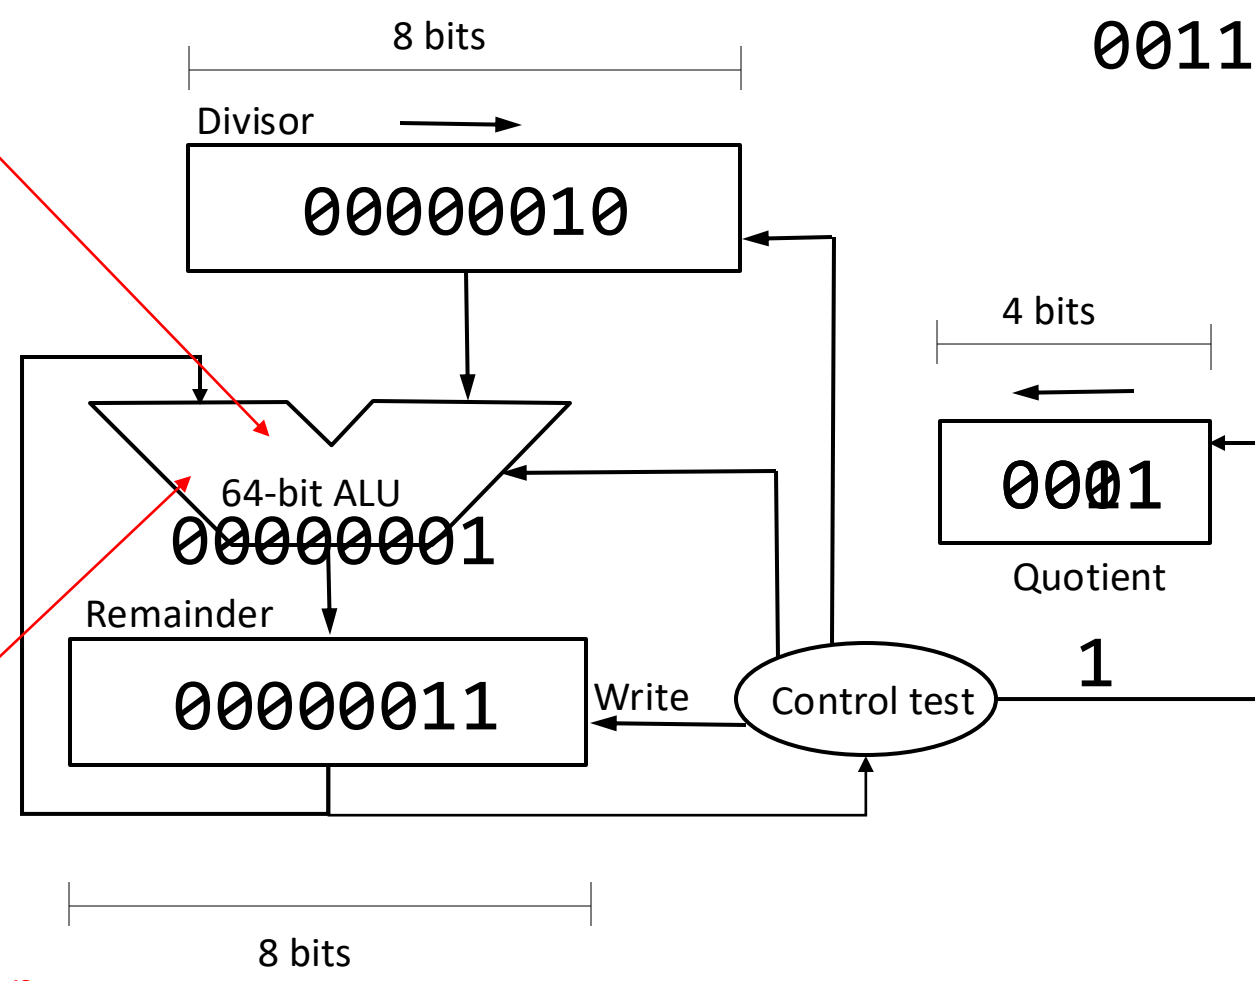 8 bits
0011
Divisor
00000010
4 bits
64-bit ALU
00000001
Quotient
Remainder
1
00000011
Write
Control test
8 bits